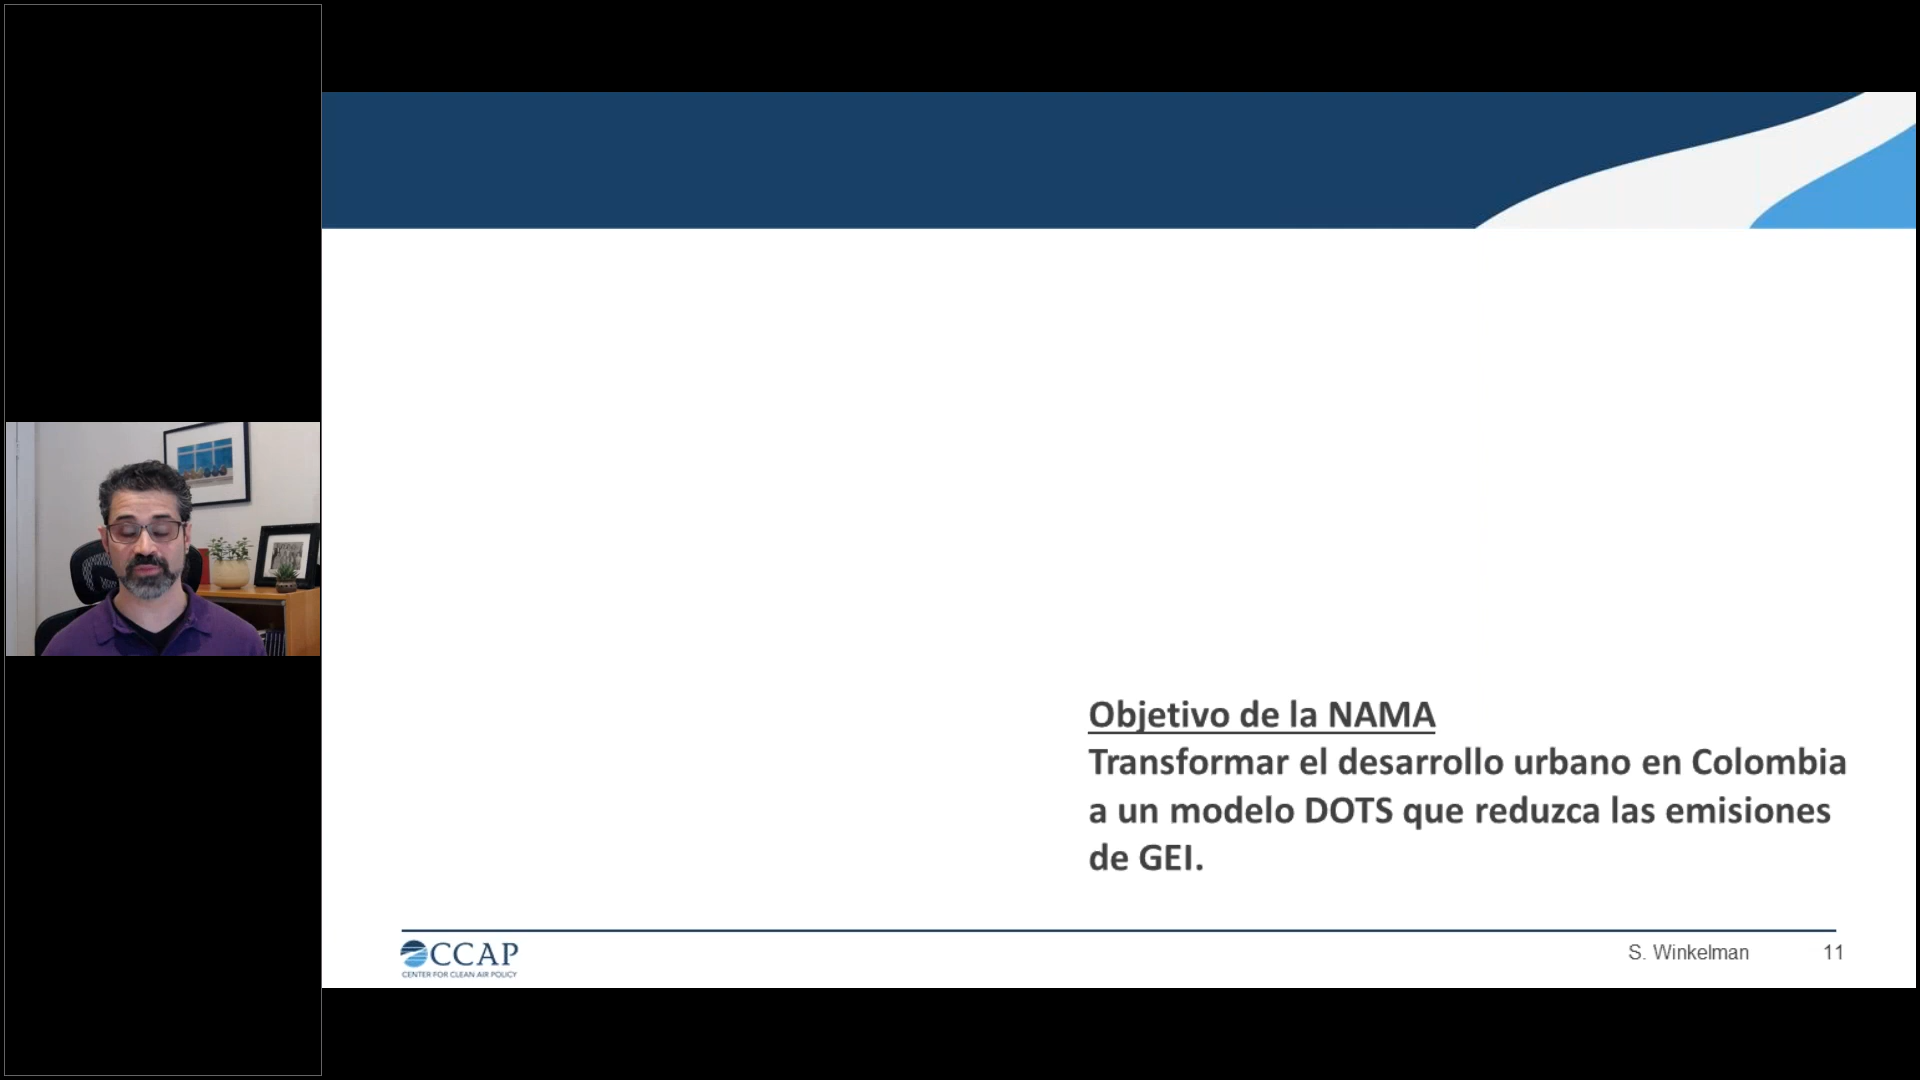 Objetivo de la NAMA
Transformar el desarrollo urbano en Colombia
a un modelo DOTS que reduzca las emisiones
de GEI.
CCAP
CENTER FOR CLEAN AIR POLICY
S. Winkelman
11